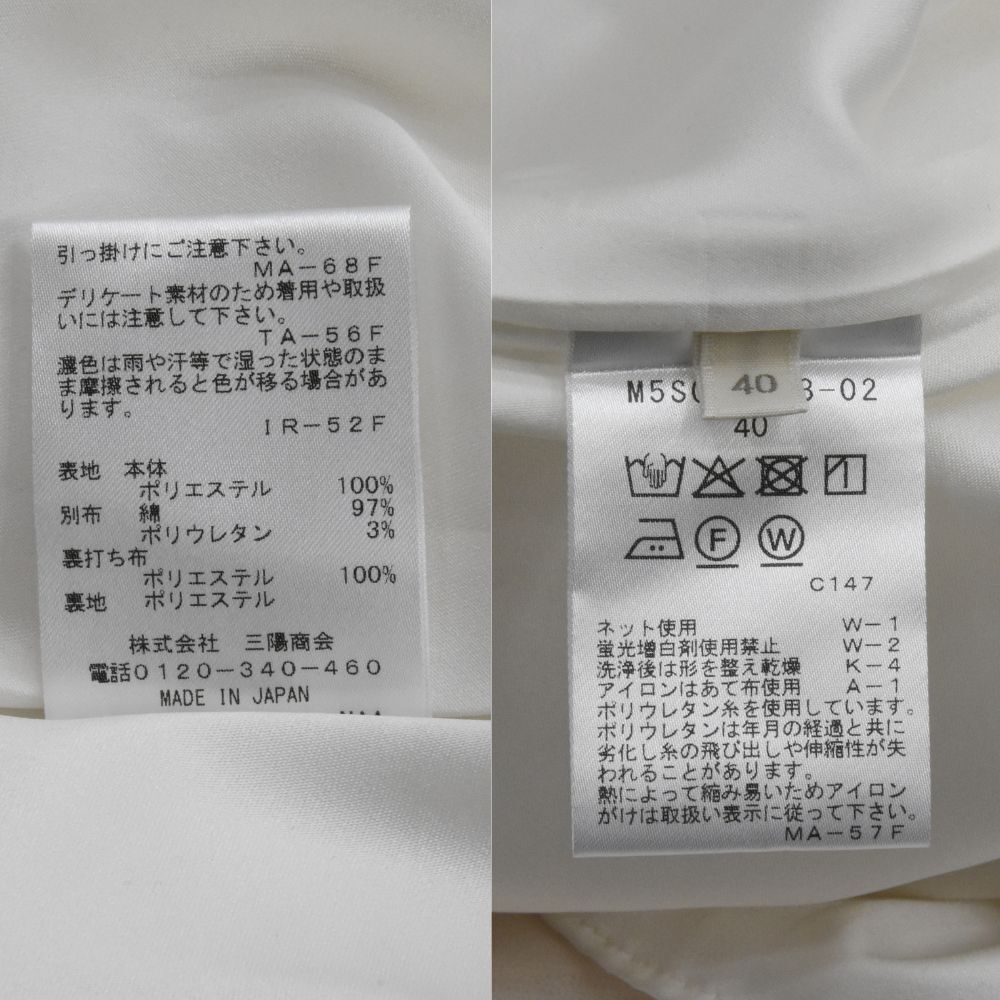 引っ掛けにご注意下さい。
MA-68F
デリケート素材のため着用や取扱
いには注意して下さい。
TA-56F
濃色は雨や汗等で湿った状態のま
ま摩擦されると色が移る場合があ
ります。
IR-52F
表地 本体
ポリエステル 100%
別布 綿 97%
ポリウレタン 3%
裏打ち布
ポリエステル 100%
裏地 ポリエステル
株式会社 三陽商会
電話0120-340-460
MADE IN JAPAN
40
-02
40
1
F W
C147
ネット使用 W-1
蛍光増白剤使用禁止 W-2
洗浄後は形を整え乾燥 K-4
アイロンはあて布使用 A-1
ポリウレタン糸を使用しています。
ポリウレタンは年月の経過と共に
劣化し糸の飛び出しや伸縮性が失
われることがあります。
熱によって縮み易いためアイロン
がけは取扱い表示に従って下さい。
MA-57F